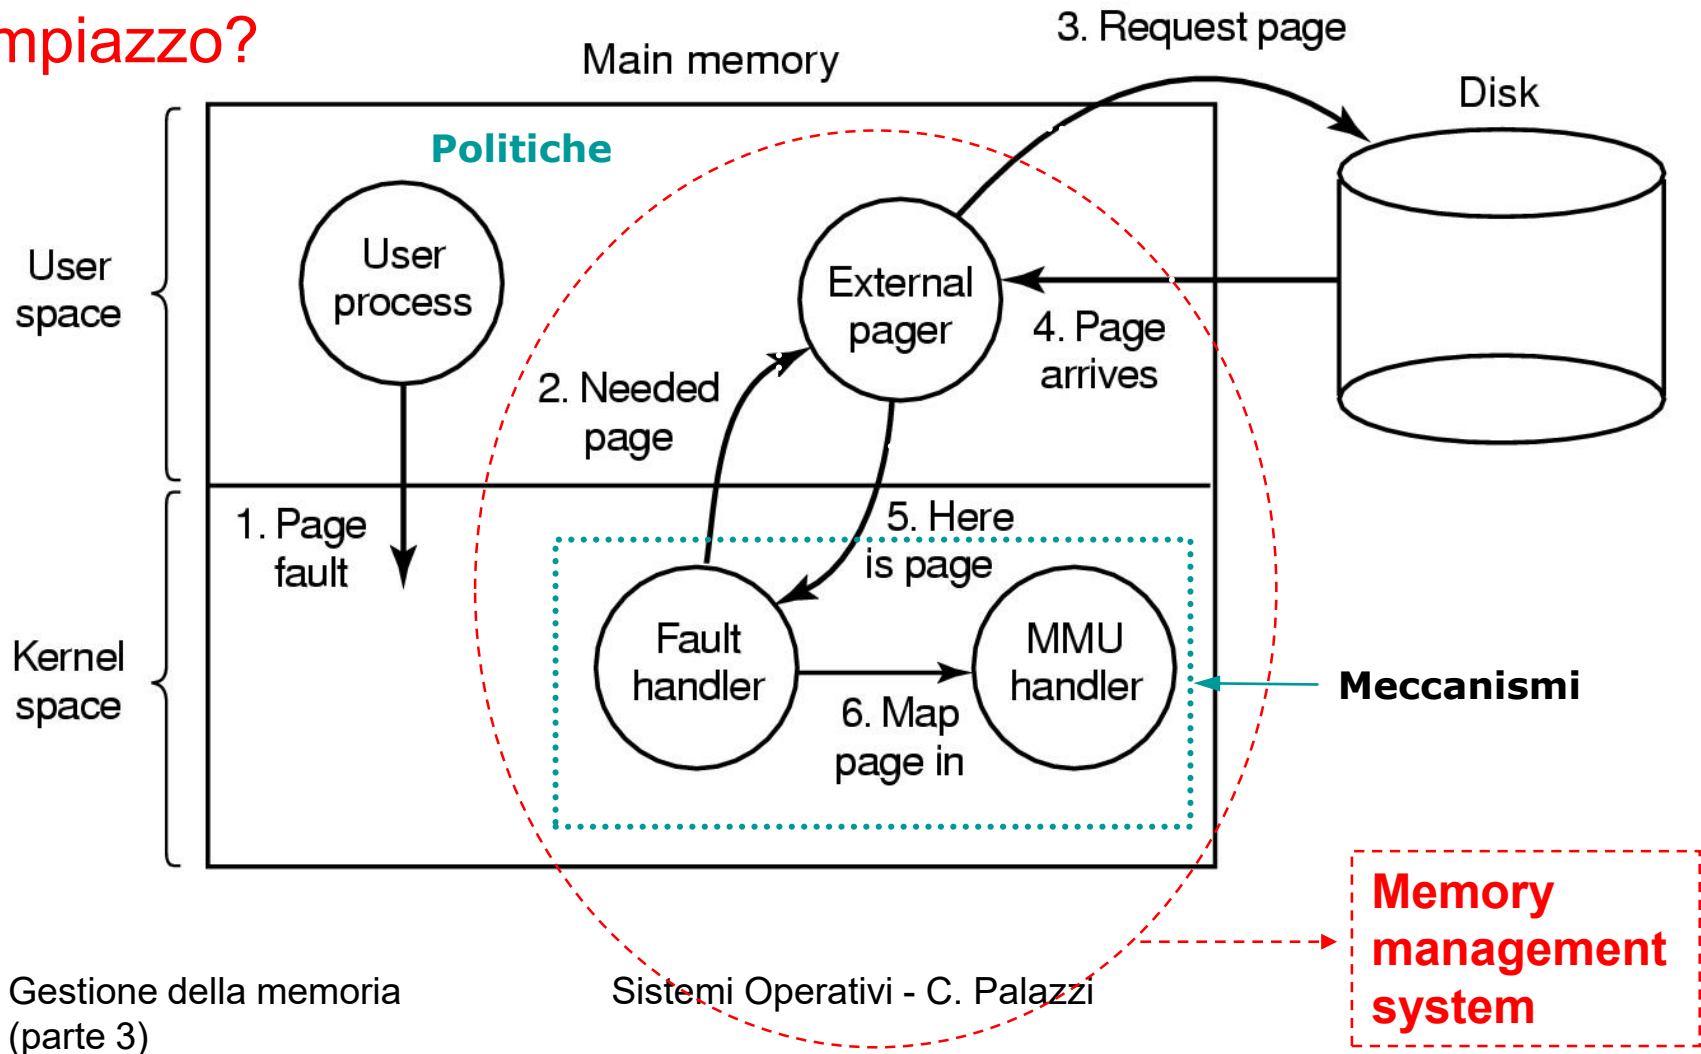 mpiazzo?
3. Request page
Main memory
Disk
Politiche
User
process
External
pager
User
space
4. Page
arrives
2. Needed
page
1. Page
fault
5. Here
is page
Fault
handler
MMU
handler
Kernel
space
Meccanismi
6. Map
page in
Memory
management
system
Gestione della memoria
(parte 3)
Sistemi Operativi - C. Palazzi